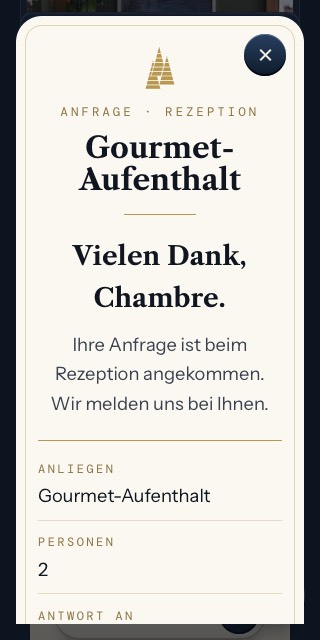 ANFRAGE · REZEPTION
Gourmet-
Aufenthalt
Vielen Dank,
Chambre.
Ihre Anfrage ist beim
Rezeption angekommen.
Wir melden uns bei Ihnen.
ANLIEGEN
Gourmet-Aufenthalt
PERSONEN
2
ANTWORT AN